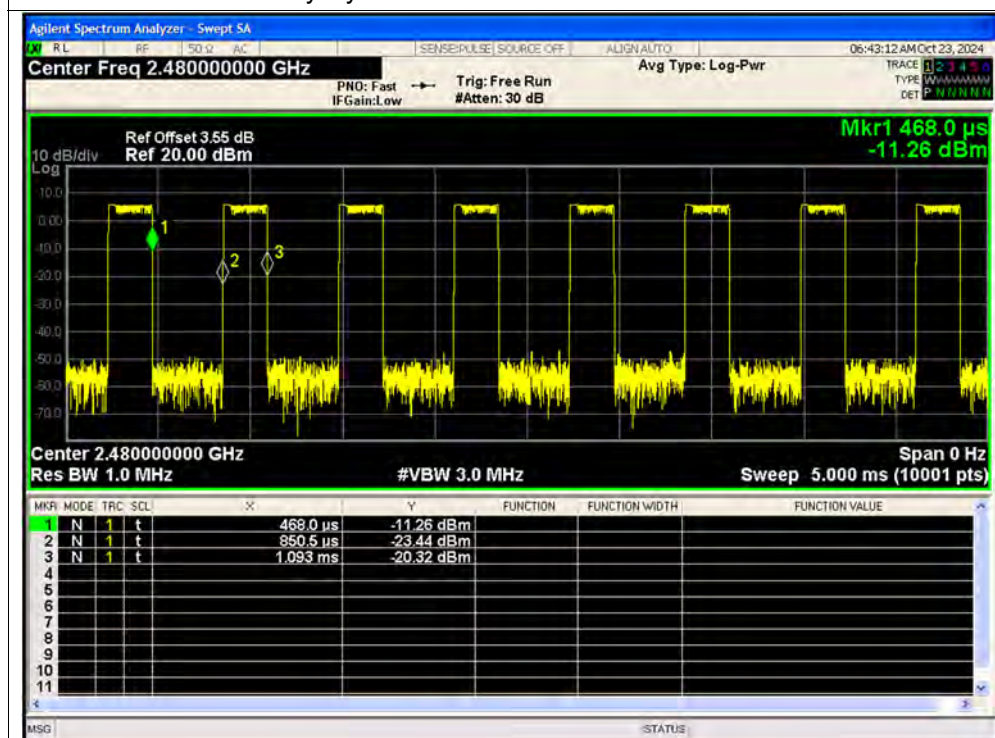 Agilent Spectrum Analyzer - Swept SA
RL RF 50 Ω AC SENSE:PULSE SOURCE OFF ALIGN AUTO 06:43:12 AM Oct 23, 2024
Center Freq 2.480000000 GHz
PNO: Fast
IFGain:Low
Trig: Free Run
#Atten: 30 dB
Avg Type: Log-Pwr
TRACE 1 2 3 4 5 6
TYPE WWWWWW
DET P N N N N N
Mkr1 468.0 µs
-11.26 dBm
Ref Offset 3.55 dB
10 dB/div Ref 20.00 dBm
Log
10.0
0.00
-10.0
-20.0
-30.0
-40.0
-50.0
-60.0
-70.0
1
2
3
Center 2.480000000 GHz Span 0 Hz
Res BW 1.0 MHz #VBW 3.0 MHz Sweep 5.000 ms (10001 pts)
MKR MODE TRC SCL X Y FUNCTION FUNCTION WIDTH FUNCTION VALUE
1 N 1 t 468.0 µs -11.26 dBm
2 N 1 t 850.5 µs -23.44 dBm
3 N 1 t 1.093 ms -20.32 dBm
4
5
6
7
8
9
10
11
MSG STATUS